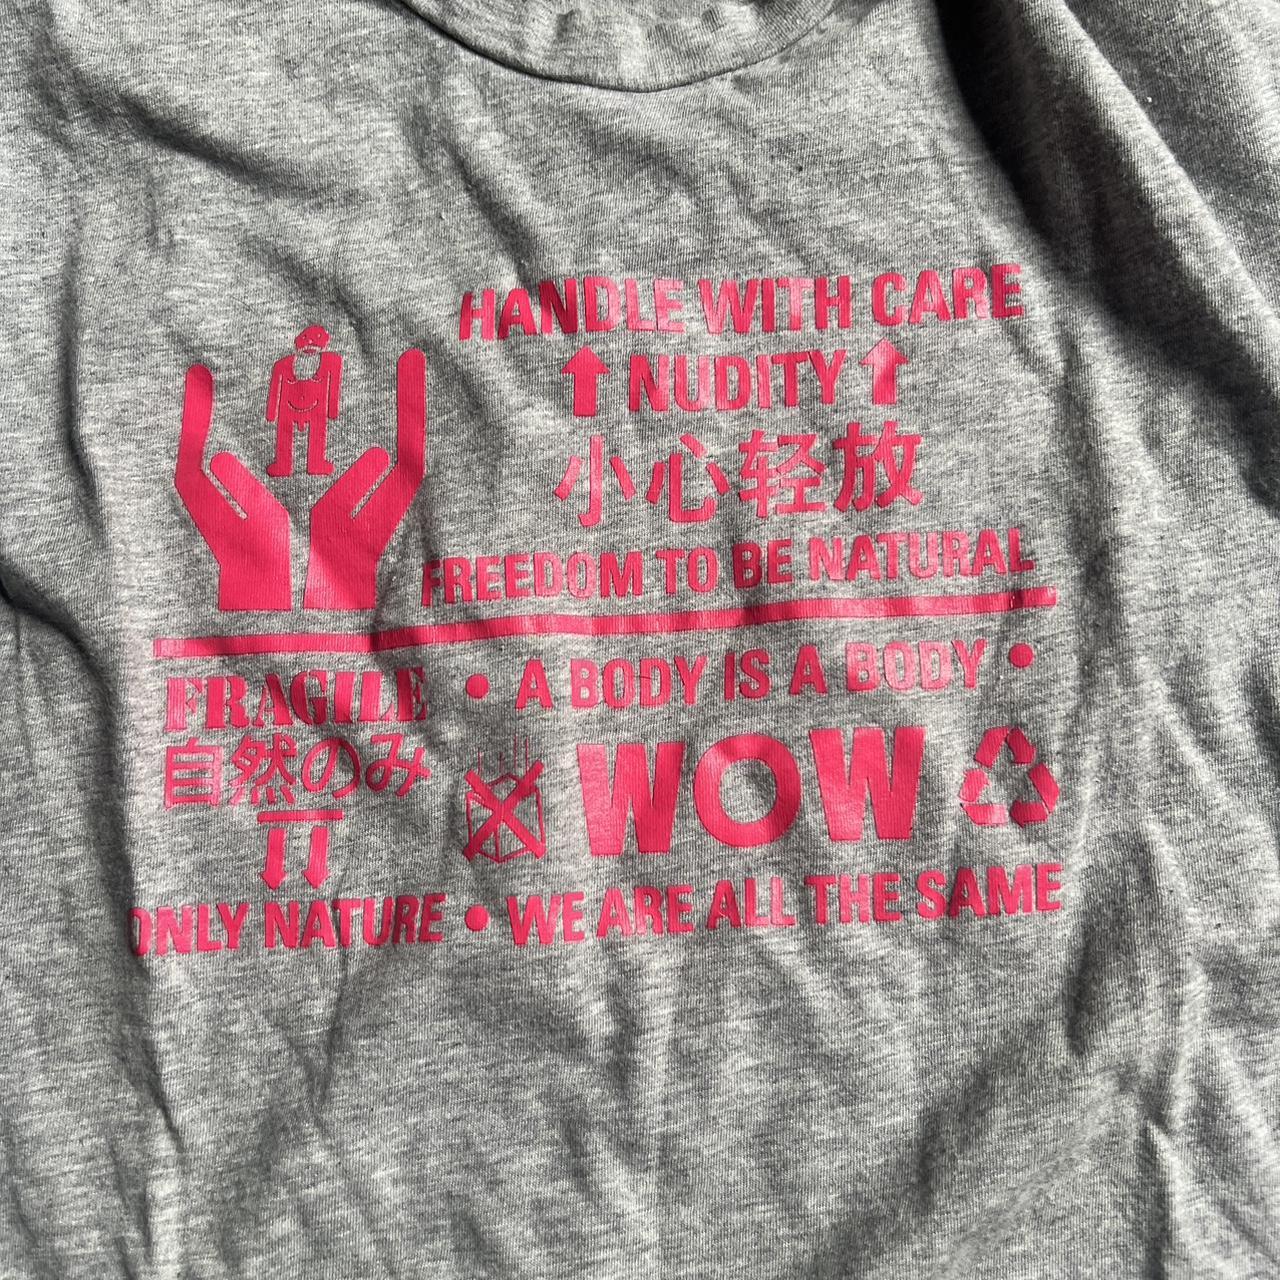 HANDLE WITH CARE
NUDITY
小心轻放
FREEDOM TO BE NATURAL
FRAGILE
自然のみ
• A BODY IS A BODY •
WOW
ONLY NATURE • WE ARE ALL THE SAME